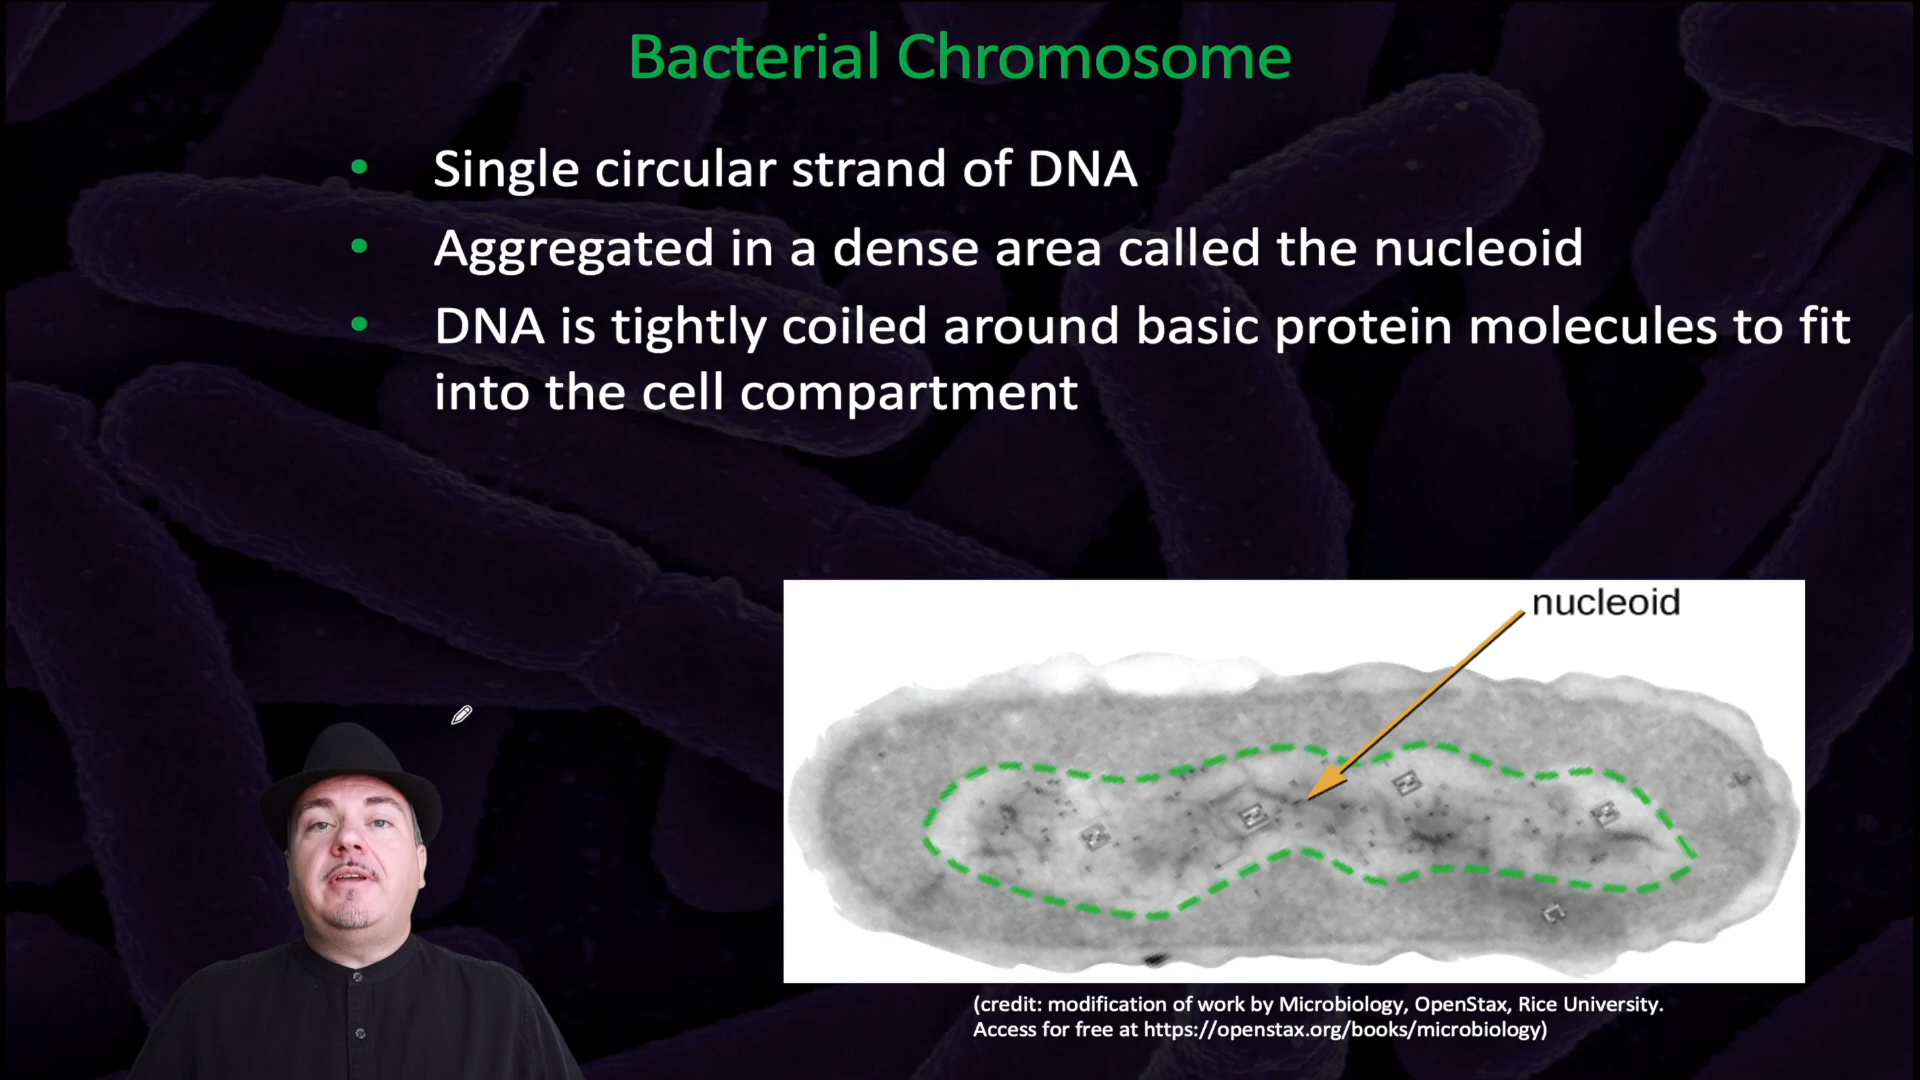 Bacterial Chromosome
• Single circular strand of DNA
• Aggregated in a dense area called the nucleoid
• DNA is tightly coiled around basic protein molecules to fit
into the cell compartment
nucleoid
(credit: modification of work by Microbiology, OpenStax, Rice University.
Access for free at https://openstax.org/books/microbiology)